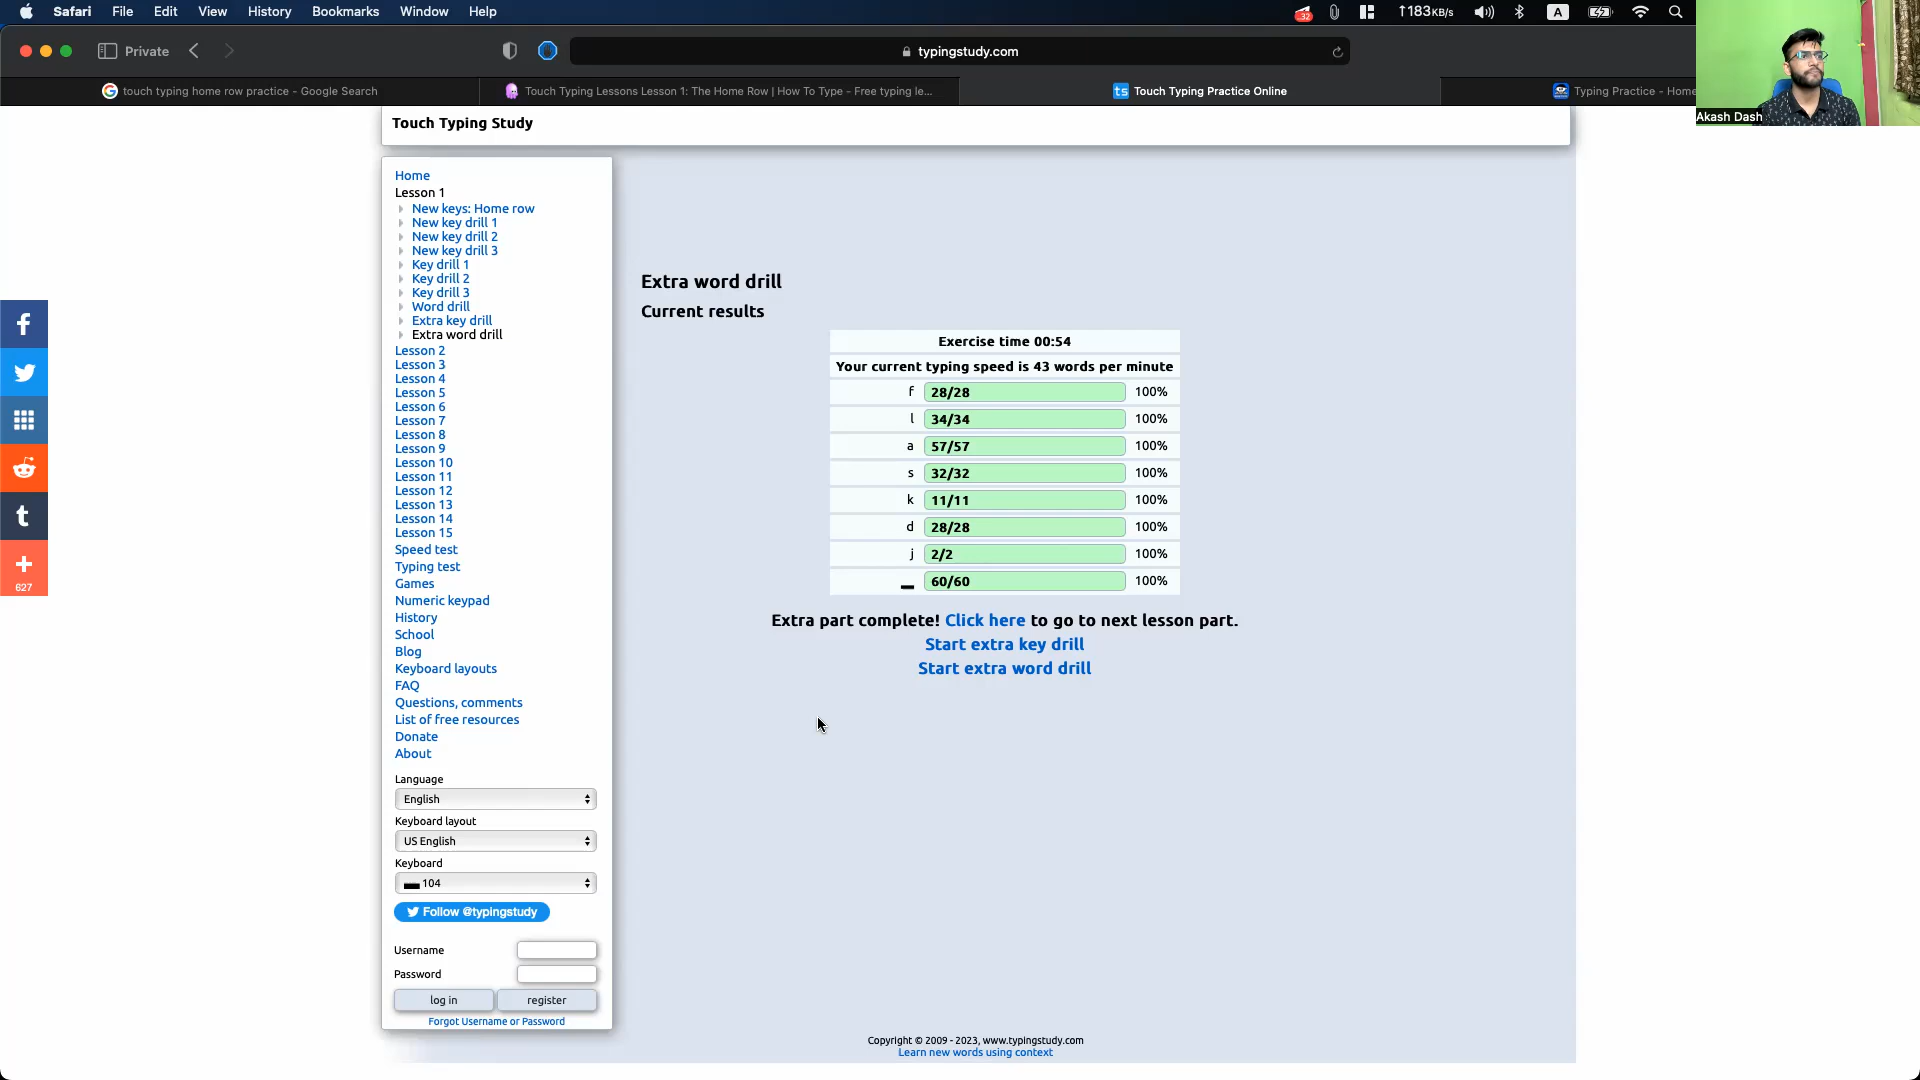 Safari File Edit View History Bookmarks Window Help
32 ↑183KB/s A
Private typingstudy.com
touch typing home row practice - Google Search
Touch Typing Lessons Lesson 1: The Home Row | How To Type - Free typing le...
ts Touch Typing Practice Online
Typing Practice - Home
Akash Dash
Touch Typing Study
Home
Lesson 1
New keys: Home row
New key drill 1
New key drill 2
New key drill 3
Key drill 1
Key drill 2
Key drill 3
Word drill
Extra key drill
Extra word drill
Lesson 2
Lesson 3
Lesson 4
Lesson 5
Lesson 6
Lesson 7
Lesson 8
Lesson 9
Lesson 10
Lesson 11
Lesson 12
Lesson 13
Lesson 14
Lesson 15
Speed test
Typing test
Games
Numeric keypad
History
School
Blog
Keyboard layouts
FAQ
Questions, comments
List of free resources
Donate
About
Language
English
Keyboard layout
US English
Keyboard
104
Follow @typingstudy
Username
Password
log in register
Forgot Username or Password
627
Extra word drill
Current results
Exercise time 00:54
Your current typing speed is 43 words per minute
f 28/28 100%
l 34/34 100%
a 57/57 100%
s 32/32 100%
k 11/11 100%
d 28/28 100%
j 2/2 100%
60/60 100%
Extra part complete! Click here to go to next lesson part.
Start extra key drill
Start extra word drill
Copyright © 2009 - 2023, www.typingstudy.com
Learn new words using context